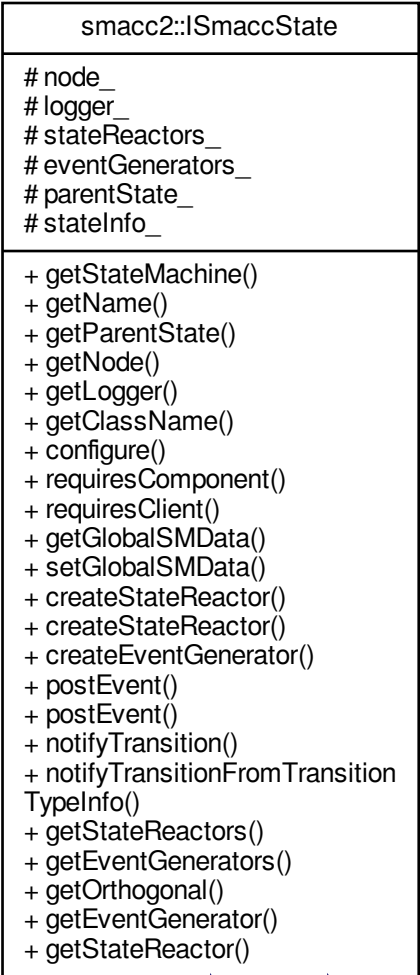 smacc2::ISmaccState
# node_
# logger_
# stateReactors_
# eventGenerators_
# parentState_
# stateInfo_
+ getStateMachine()
+ getName()
+ getParentState()
+ getNode()
+ getLogger()
+ getClassName()
+ configure()
+ requiresComponent()
+ requiresClient()
+ getGlobalSMData()
+ setGlobalSMData()
+ createStateReactor()
+ createStateReactor()
+ createEventGenerator()
+ postEvent()
+ postEvent()
+ notifyTransition()
+ notifyTransitionFromTransition
TypeInfo()
+ getStateReactors()
+ getEventGenerators()
+ getOrthogonal()
+ getEventGenerator()
+ getStateReactor()